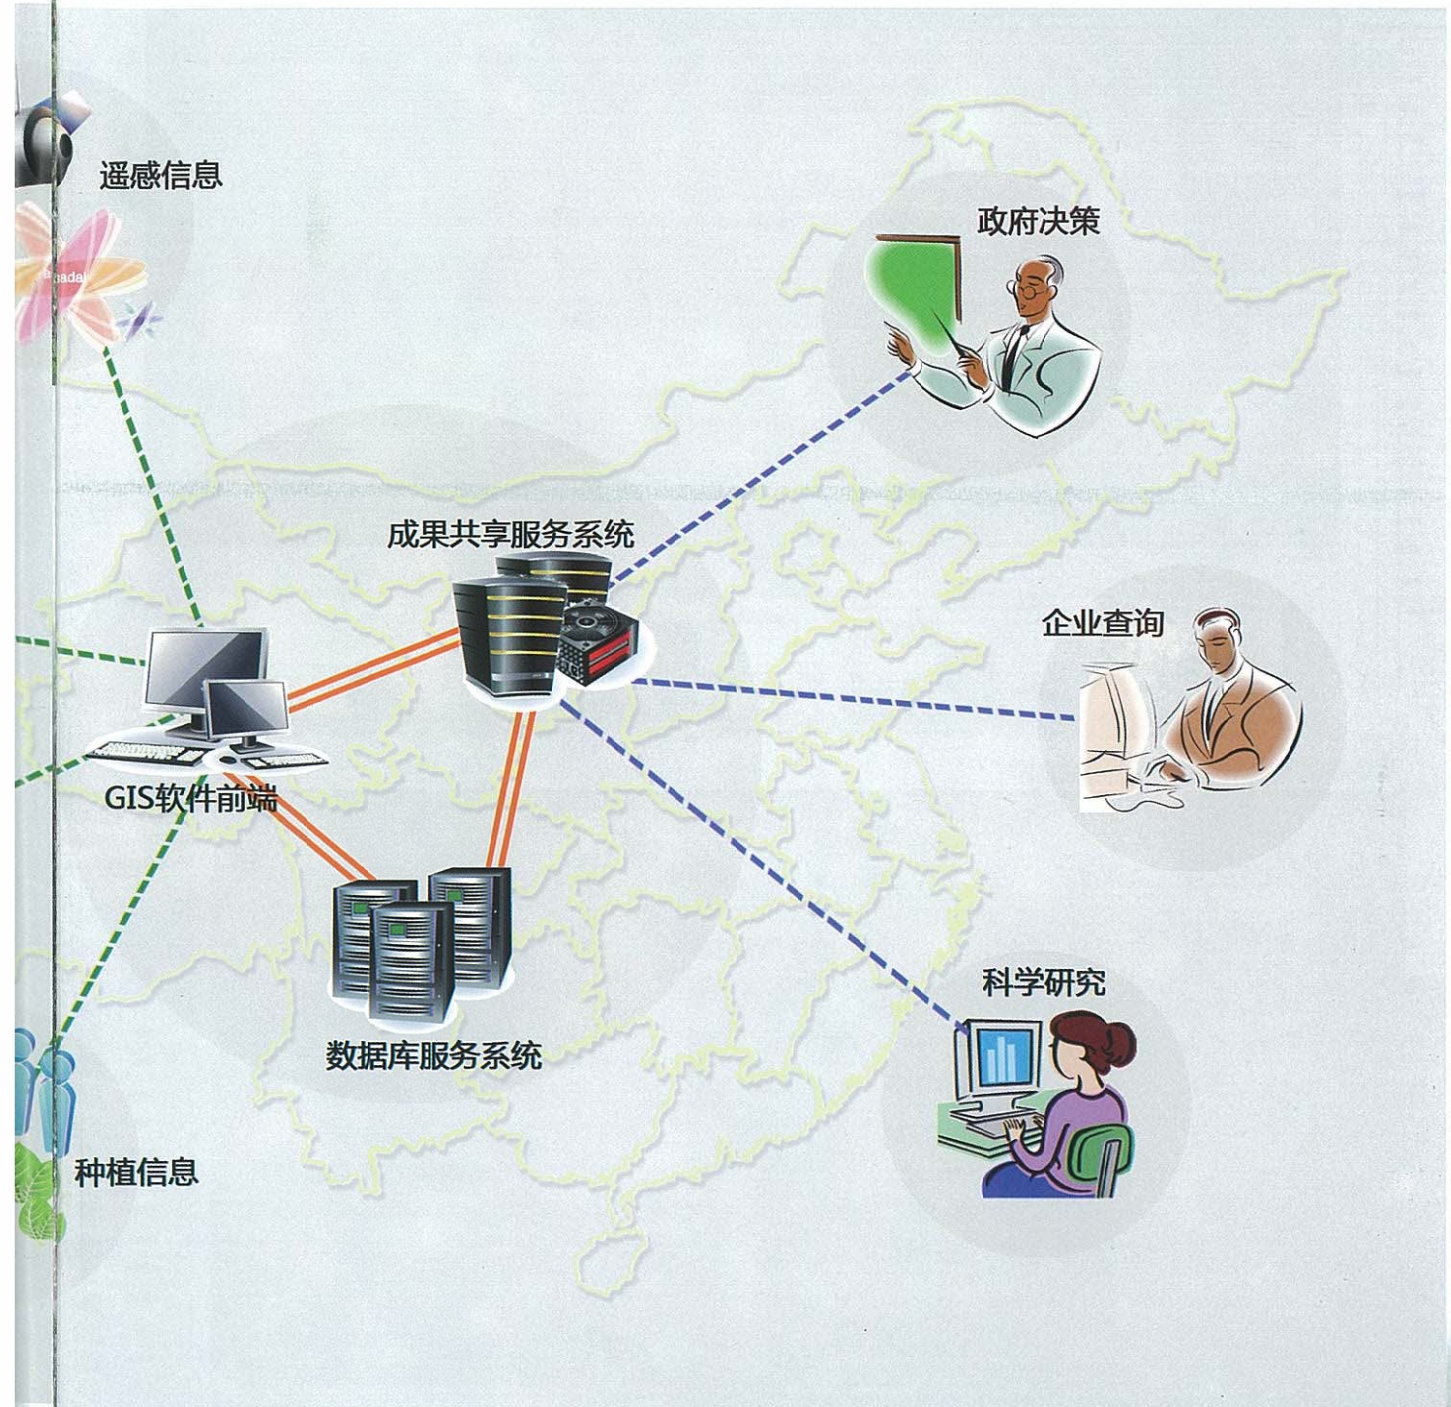 遥感信息
政府决策
成果共享服务系统
企业查询
GIS软件前端
科学研究
数据库服务系统
种植信息